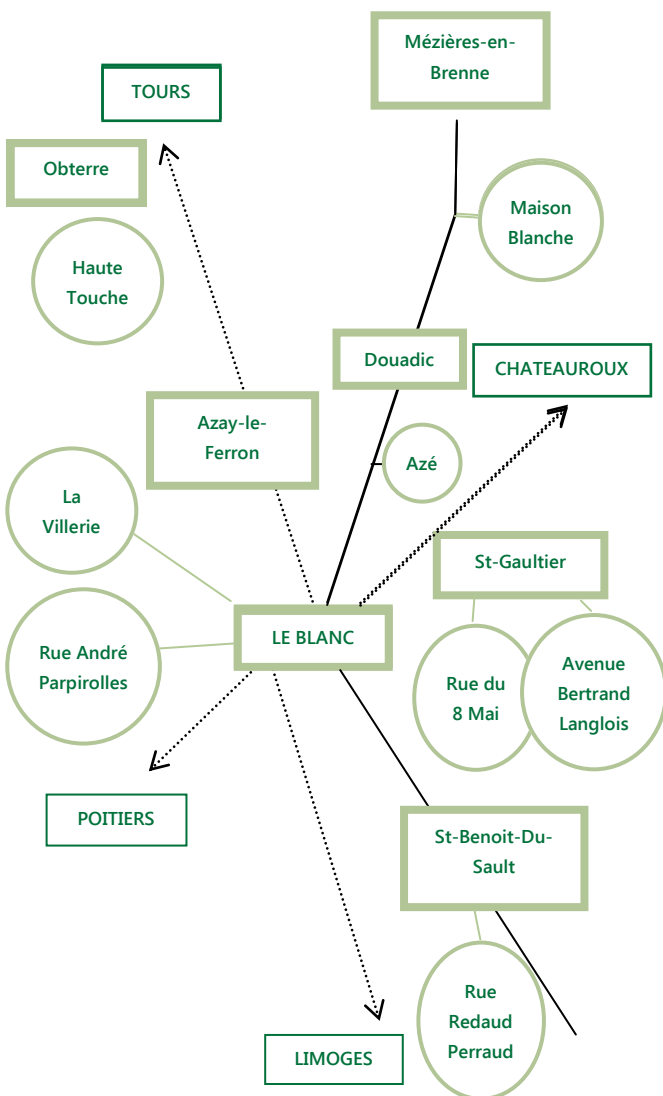 Mézières-en-
Brenne
TOURS
Obterre
Maison
Blanche
Haute
Touche
Douadic
CHATEAUROUX
Azay-le-
Ferron
Azé
La
Villerie
St-Gaultier
LE BLANC
Rue André
Parpirolles
Rue du
8 Mai
Avenue
Bertrand
Langlois
POITIERS
St-Benoit-Du-
Sault
Rue
Redaud
Perraud
LIMOGES